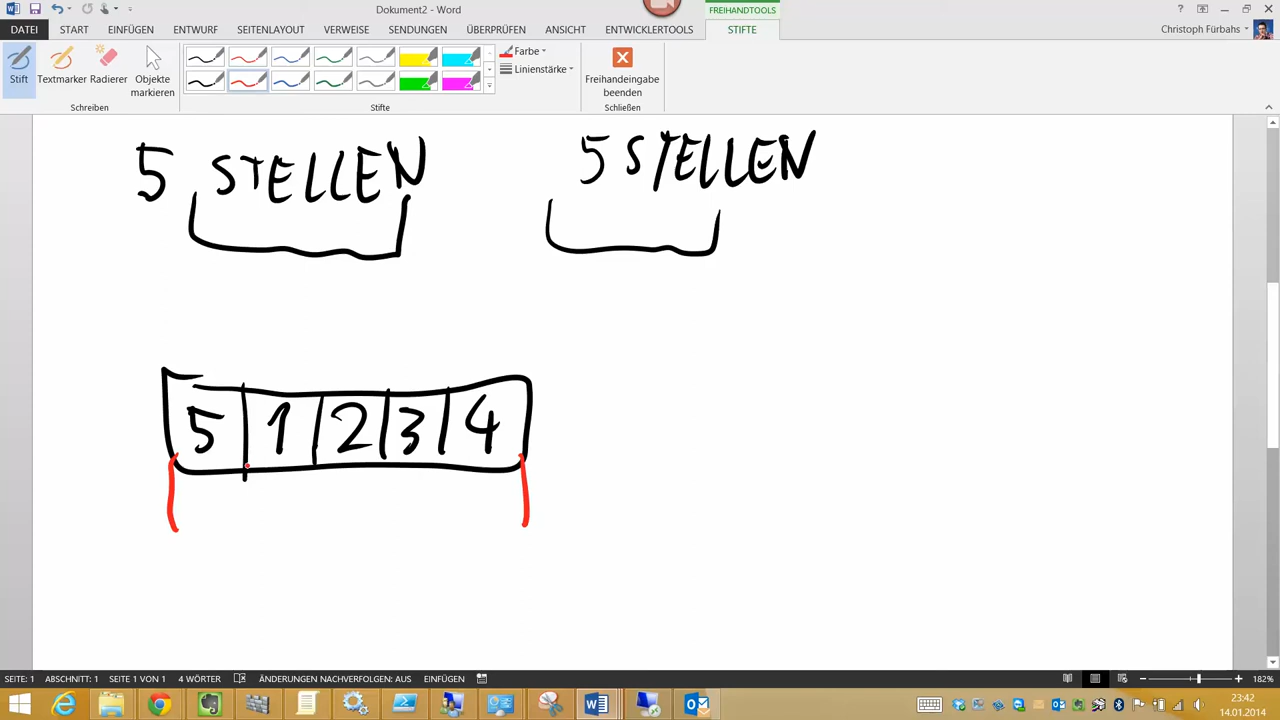 Dokument2 - Word
FREIHANDTOOLS
?
DATEI START EINFÜGEN ENTWURF SEITENLAYOUT VERWEISE SENDUNGEN ÜBERPRÜFEN ANSICHT ENTWICKLERTOOLS STIFTE Christoph Fürbahs
Stift Textmarker Radierer Objekte markieren
Farbe
Linienstärke
Freihandeingabe beenden
Schreiben Stifte Schließen
5 STELLEN 5 STELLEN
5 1 2 3 4
SEITE: 1 ABSCHNITT: 1 SEITE 1 VON 1 4 WÖRTER ÄNDERUNGEN NACHVERFOLGEN: AUS EINFÜGEN 182%
23:42
14.01.2014